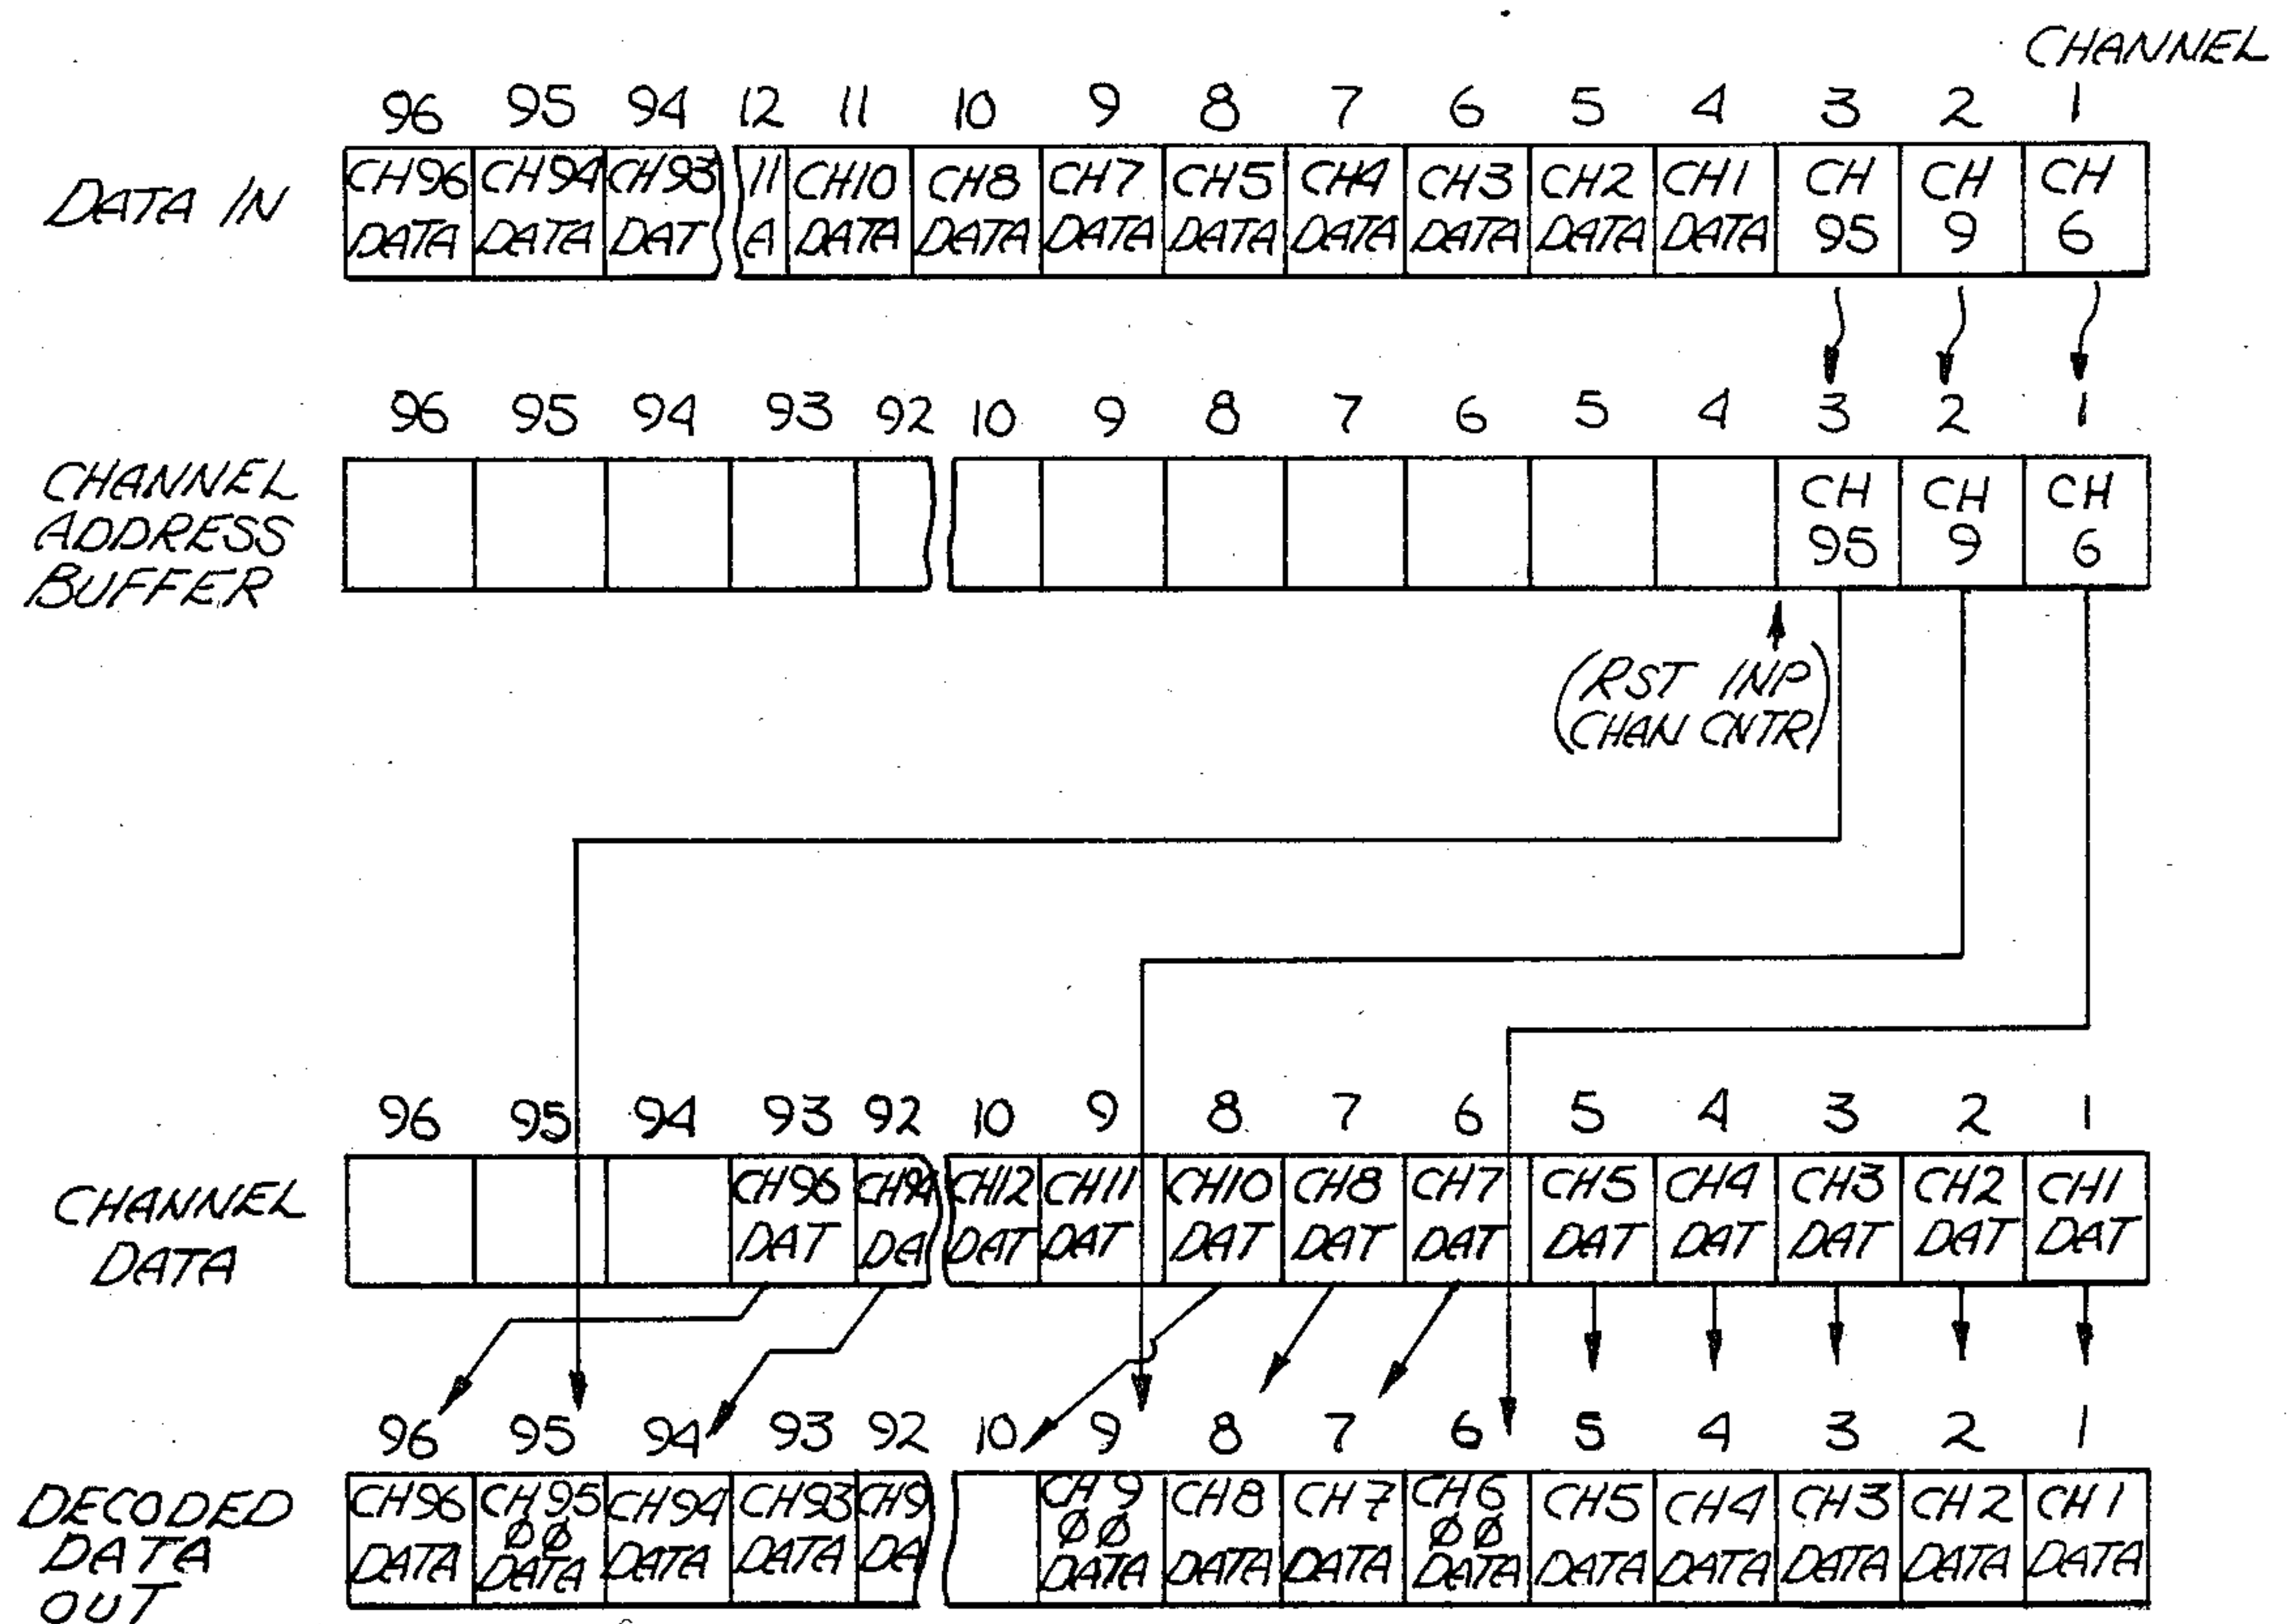 CHANNEL
96 95 94 12 11 10 9 8 7 6 5 4 3 2 1
DATA IN
CH96 CH94 CH93 11 CH10 CH8 CH7 CH5 CH4 CH3 CH2 CH1 CH CH CH
DATA DATA DAT A DATA DATA DATA DATA DATA DATA DATA DATA 95 9 6
96 95 94 93 92 10 9 8 7 6 5 4 3 2 1
CHANNEL
ADDRESS
BUFFER
CH CH CH
95 9 6
(RST INP)
(CHAN CNTR)
96 95 94 93 92 10 9 8 7 6 5 4 3 2 1
CHANNEL
DATA
CH96 CH94 CH12 CH11 CH10 CH8 CH7 CH5 CH4 CH3 CH2 CH1
DAT DA DAT DAT DAT DAT DAT DAT DAT DAT DAT DAT
96 95 94 93 92 10 9 8 7 6 5 4 3 2 1
DECODED
DATA
OUT
CH96 CH95 CH94 CH93 CH9 CH9 CH8 CH7 CH6 CH5 CH4 CH3 CH2 CH1
ØØ ØØ ØØ
DATA DATA DATA DATA DA DATA DATA DATA DATA DATA DATA DATA DATA DATA